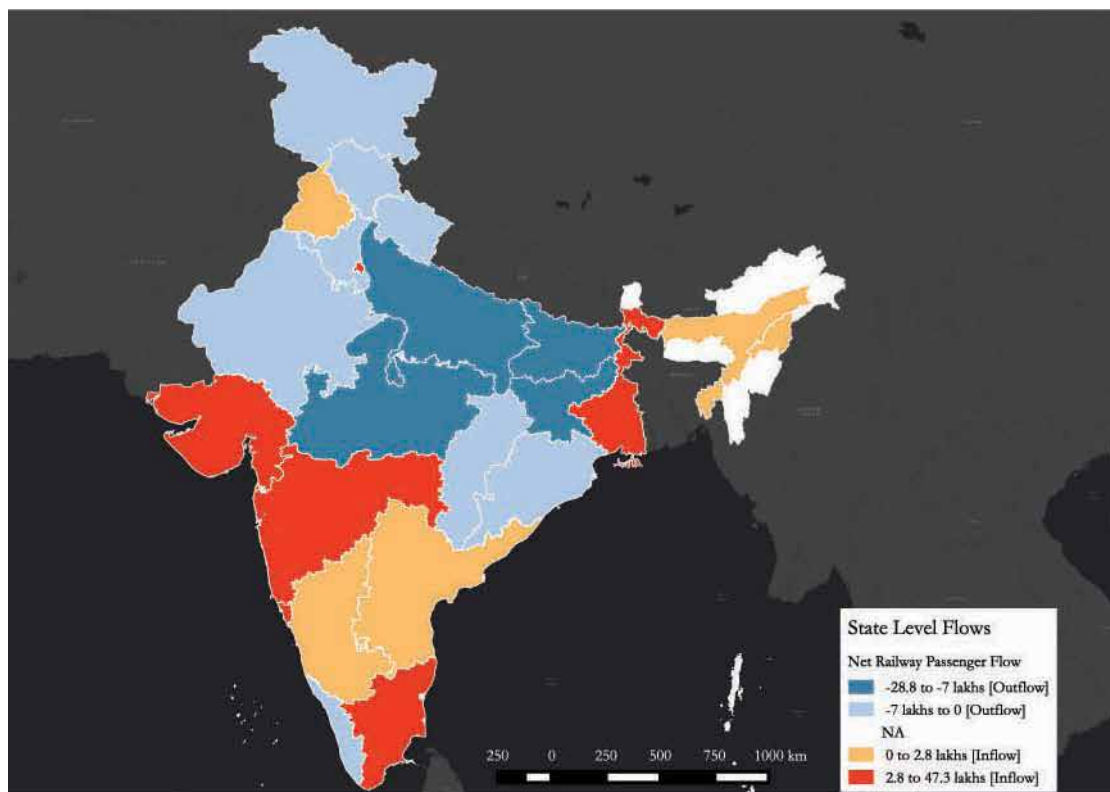 State Level Flows
Net Railway Passenger Flow
-28.8 to -7 lakhs [Outflow]
-7 lakhs to 0 [Outflow]
NA
0 to 2.8 lakhs [Inflow]
2.8 to 47.3 lakhs [Inflow]
250 0 250 500 750 1000 km